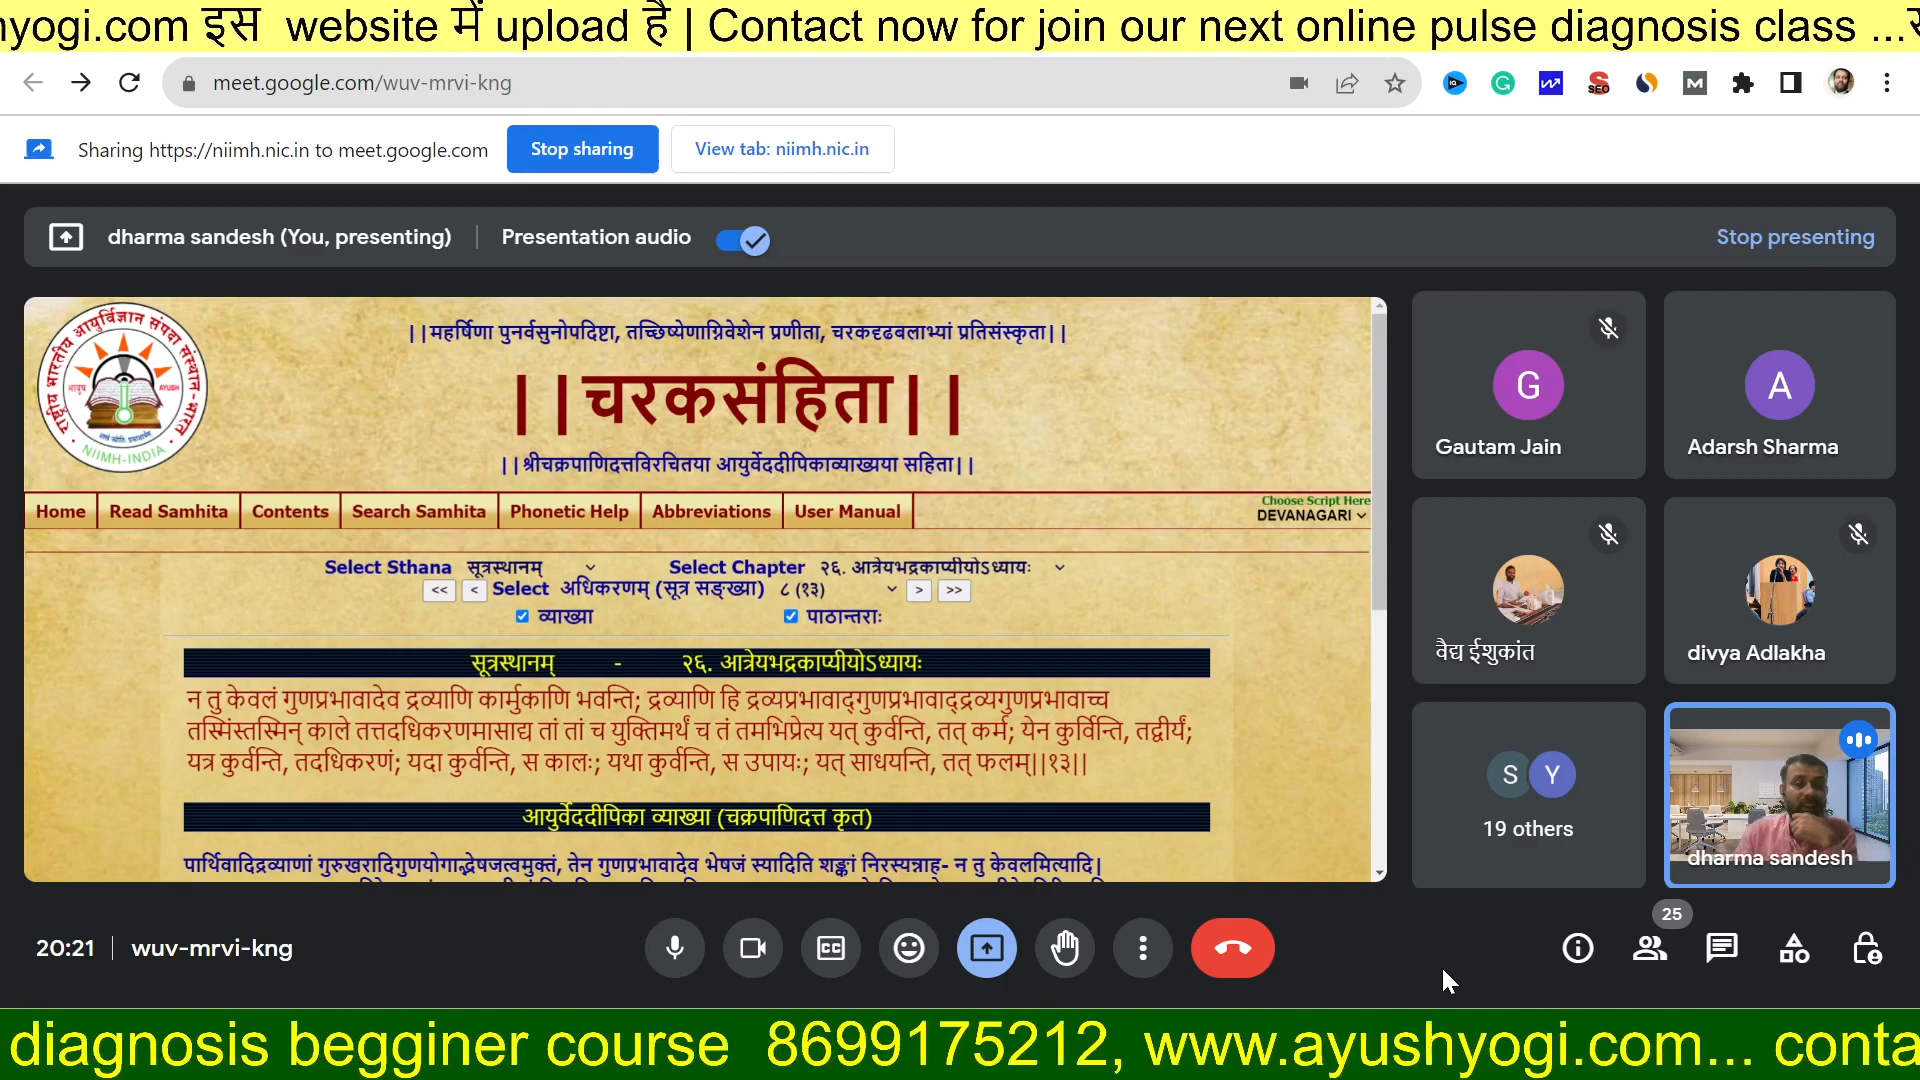 hyogi.com इस website में upload है | Contact now for join our next online pulse diagnosis class ...
meet.google.com/wuv-mrvi-kng
Sharing https://niimh.nic.in to meet.google.com
Stop sharing
View tab: niimh.nic.in
dharma sandesh (You, presenting)
Presentation audio
Stop presenting
राष्ट्रीय भारतीय आयुर्विज्ञान संपदा संस्थान-भारत
आयुष
AYUSH
NIIMH-INDIA
||महर्षिणा पुनर्वसुनोपदिष्टा, तच्छिष्येणाग्निवेशेन प्रणीता, चरकदृढबलाभ्यां प्रतिसंस्कृता||
||चरकसंहिता||
||श्रीचक्रपाणिदत्तविरचितया आयुर्वेददीपिकाव्याख्यया सहिता||
Home Read Samhita Contents Search Samhita Phonetic Help Abbreviations User Manual
Choose Script Here
DEVANAGARI
Select Sthana सूत्रस्थानम् Select Chapter २६. आत्रेयभद्रकाप्यीयोऽध्यायः
<< < Select अधिकरणम् (सूत्र सङ्ख्या) ८ (१३) > >>
व्याख्या पाठान्तराः
सूत्रस्थानम् - २६. आत्रेयभद्रकाप्यीयोऽध्यायः
न तु केवलं गुणप्रभावादेव द्रव्याणि कार्मुकाणि भवन्ति; द्रव्याणि हि द्रव्यप्रभावाद्गुणप्रभावाद्द्रव्यगुणप्रभावाच्च
तस्मिंस्तस्मिन् काले तत्तदधिकरणमासाद्य तां तां च युक्तिमर्थं च तं तमभिप्रेत्य यत् कुर्वन्ति, तत् कर्म; येन कुर्विन्ति, तद्वीर्यं;
यत्र कुर्वन्ति, तदधिकरणं; यदा कुर्वन्ति, स कालः; यथा कुर्वन्ति, स उपायः; यत् साधयन्ति, तत् फलम्||१३||
आयुर्वेददीपिका व्याख्या (चक्रपाणिदत्त कृत)
पार्थिवादिद्रव्याणां गुरुखरादिगुणयोगाद्भेषजत्वमुक्तं, तेन गुणप्रभावादेव भेषजं स्यादिति शङ्कां निरस्यन्नाह- न तु केवलमित्यादि|
G
Gautam Jain
A
Adarsh Sharma
वैद्य ईशुकांत
divya Adlakha
S Y
19 others
dharma sandesh
20:21 wuv-mrvi-kng
25
diagnosis begginer course 8699175212, www.ayushyogi.com... conta